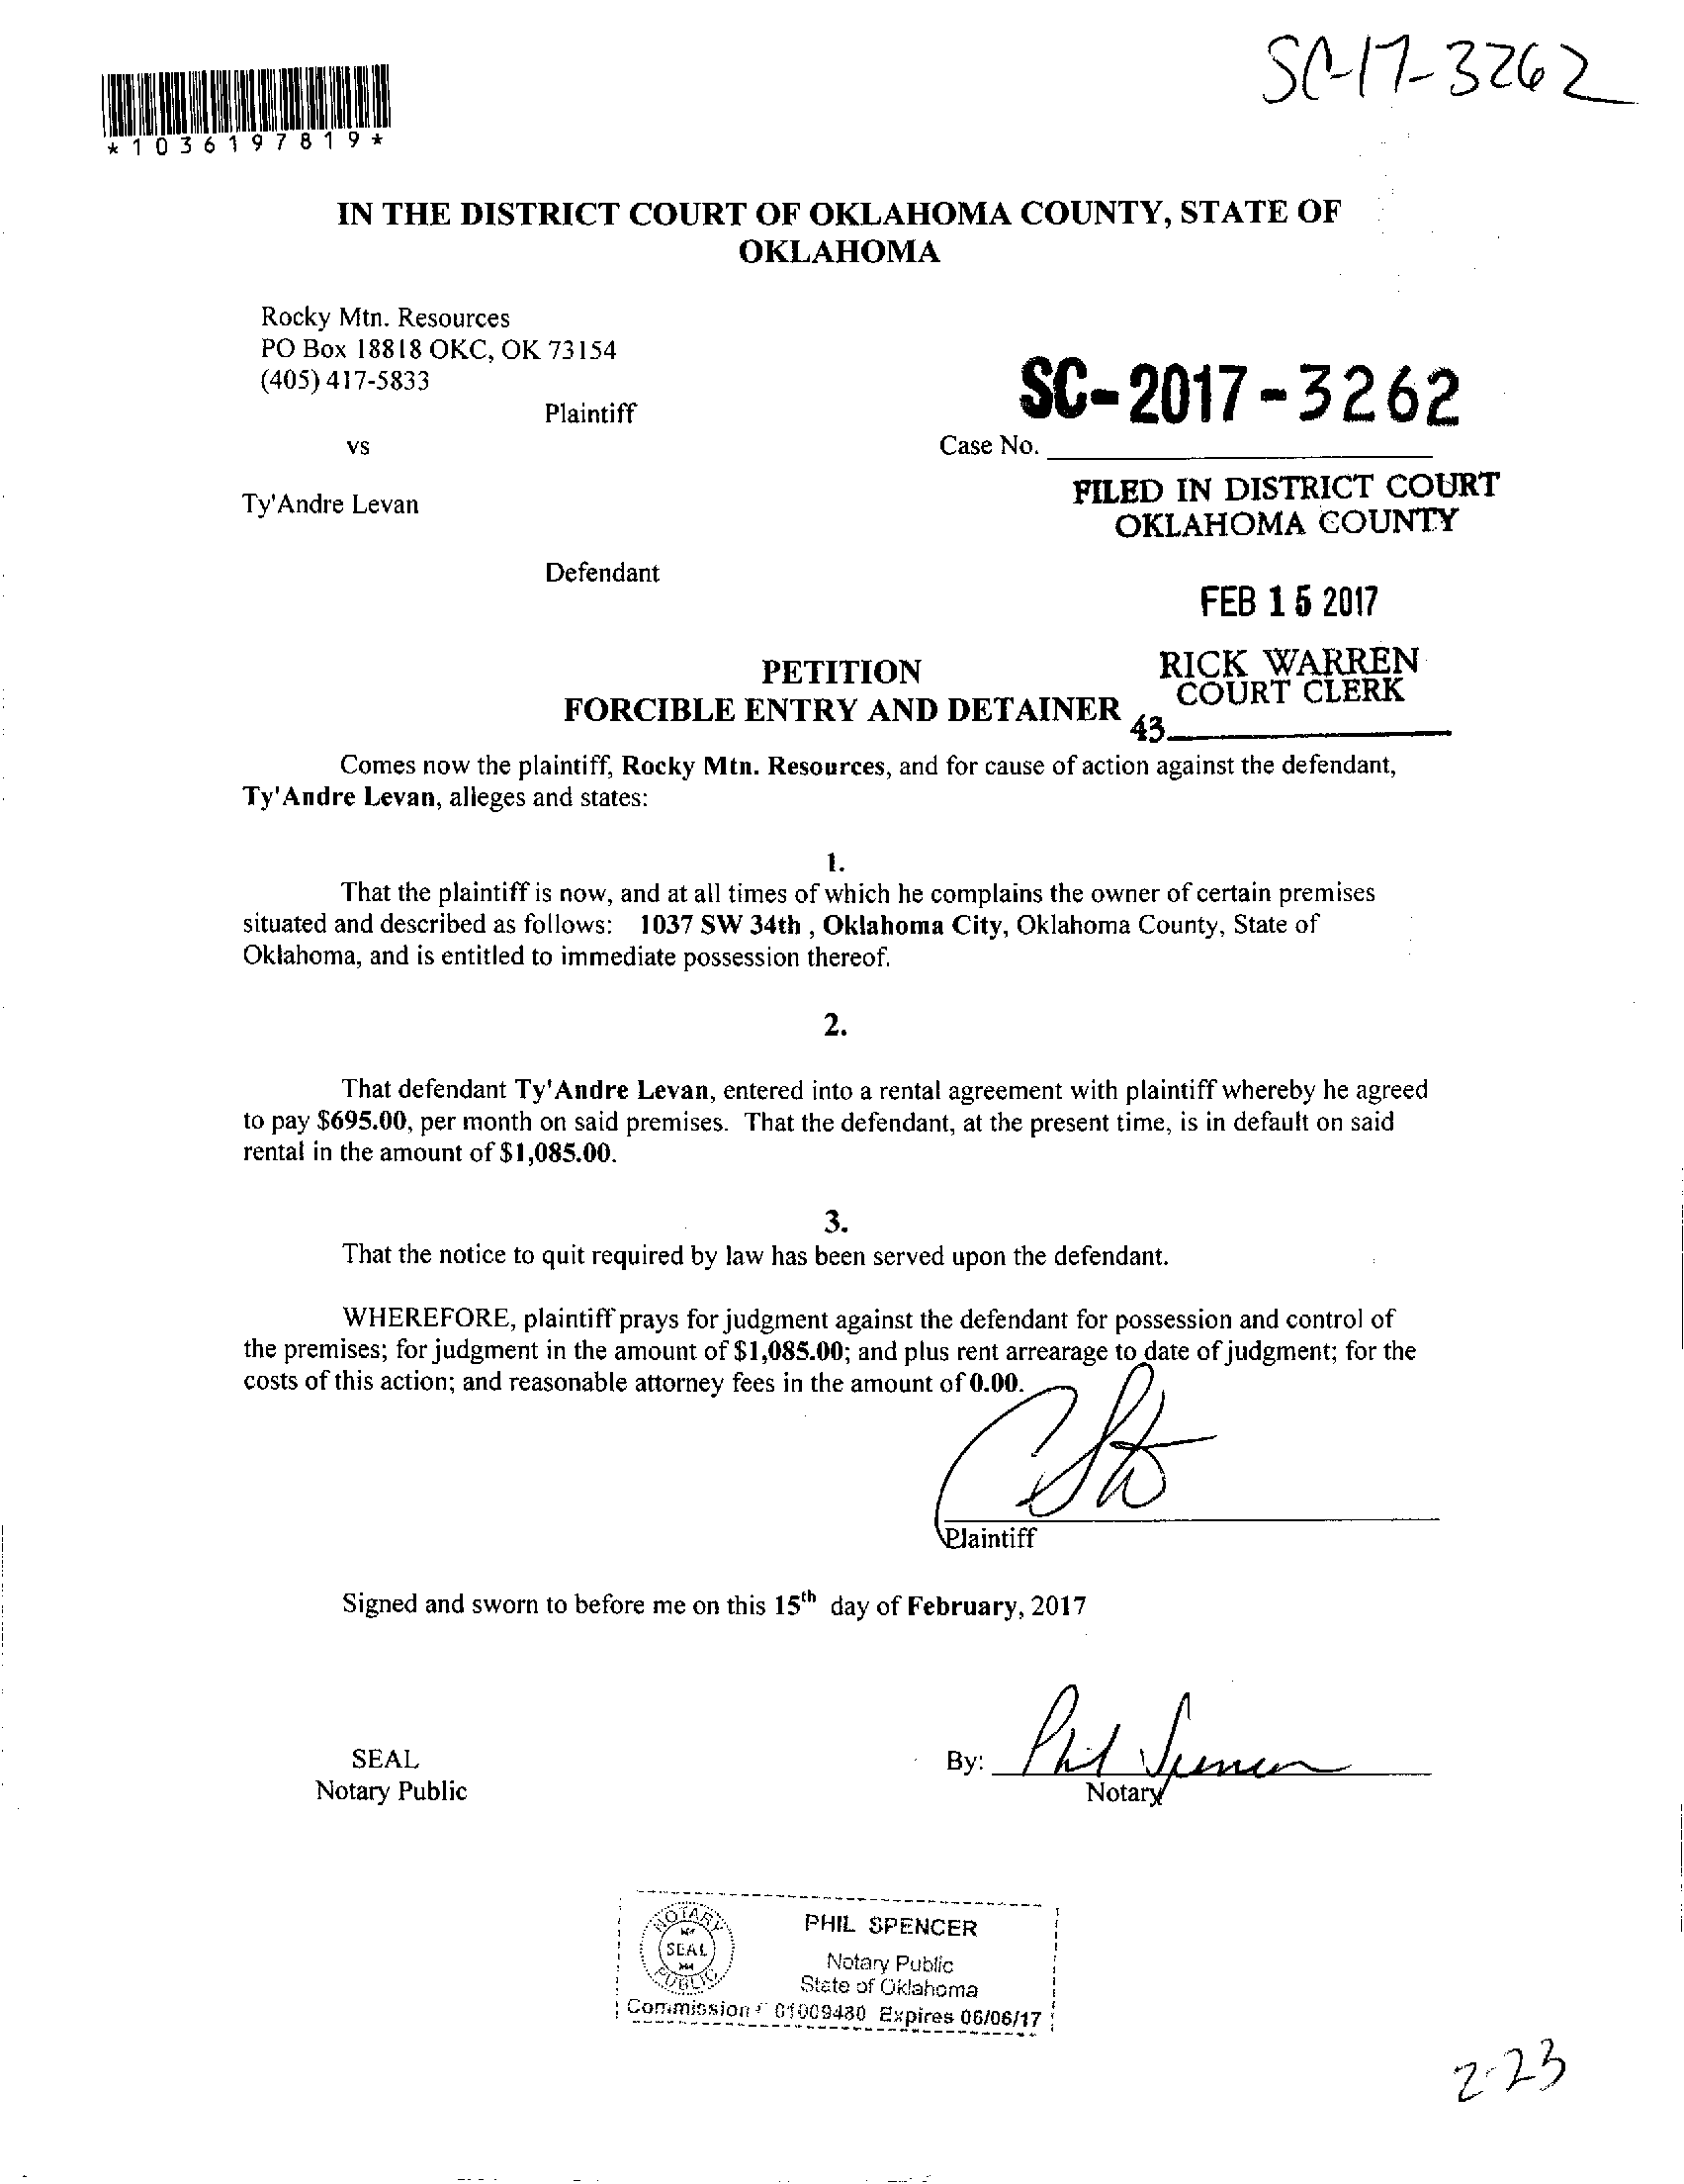 SC-17-3262
*1036197819*
IN THE DISTRICT COURT OF OKLAHOMA COUNTY, STATE OF
OKLAHOMA
Rocky Mtn. Resources
PO Box 18818 OKC, OK 73154
(405) 417-5833
Plaintiff
SC-2017-3262
vs
Case No.
Ty'Andre Levan
FILED IN DISTRICT COURT
OKLAHOMA COUNTY
Defendant
FEB 15 2017
PETITION
RICK WARREN
COURT CLERK
FORCIBLE ENTRY AND DETAINER
43
Comes now the plaintiff, Rocky Mtn. Resources, and for cause of action against the defendant,
Ty'Andre Levan, alleges and states:
1.
That the plaintiff is now, and at all times of which he complains the owner of certain premises
situated and described as follows: 1037 SW 34th , Oklahoma City, Oklahoma County, State of
Oklahoma, and is entitled to immediate possession thereof.
2.
That defendant Ty'Andre Levan, entered into a rental agreement with plaintiff whereby he agreed
to pay $695.00, per month on said premises. That the defendant, at the present time, is in default on said
rental in the amount of $1,085.00.
3.
That the notice to quit required by law has been served upon the defendant.
WHEREFORE, plaintiff prays for judgment against the defendant for possession and control of
the premises; for judgment in the amount of $1,085.00; and plus rent arrearage to date of judgment; for the
costs of this action; and reasonable attorney fees in the amount of 0.00.
Plaintiff
Signed and sworn to before me on this 15th day of February, 2017
SEAL
Notary Public
By: Phil Spencer
Notary
NOTARY
SEAL
PUBLIC
PHIL SPENCER
Notary Public
State of Oklahoma
Commission # 01009480 Expires 06/06/17
2-23